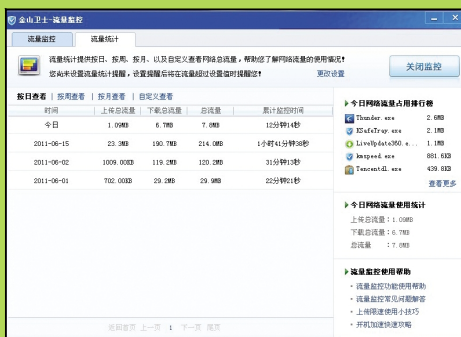 金山卫士-流量监控
流量监控 流量统计
流量统计提供按日、按周、按月、以及自定义查看网络总流量，帮助您了解网络流量的使用情况！
您尚未设置流量统计提醒，设置提醒后将在流量超过设置值时提醒您！ 更改设置
关闭监控
按日查看 | 按周查看 | 按月查看 | 自定义查看
时间 上传总流量 下载总流量 总流量 累计监控时间
今日 1.09MB 6.7MB 7.8MB 12分钟14秒
2011-06-15 23.3MB 190.7MB 214.0MB 1小时41分钟38秒
2011-06-02 1009.00KB 119.2MB 120.2MB 31分钟13秒
2011-06-01 702.00KB 29.2MB 29.9MB 22分钟21秒
返回首页 上一页 1 下一页 尾页
今日网络流量占用排行榜
Thunder.exe 2.6MB
KSafeTray.exe 2.1MB
LiveUpdate360.e... 1.1MB
kmspeed.exe 881.6KB
Tencentdl.exe 439.8KB
查看更多
今日网络流量使用统计
上传总流量：1.09MB
下载总流量：6.7MB
总流量 ：7.8MB
流量监控使用帮助
流量监控功能使用帮助
流量监控常见问题解答
上传限速使用小技巧
开机加速快速攻略